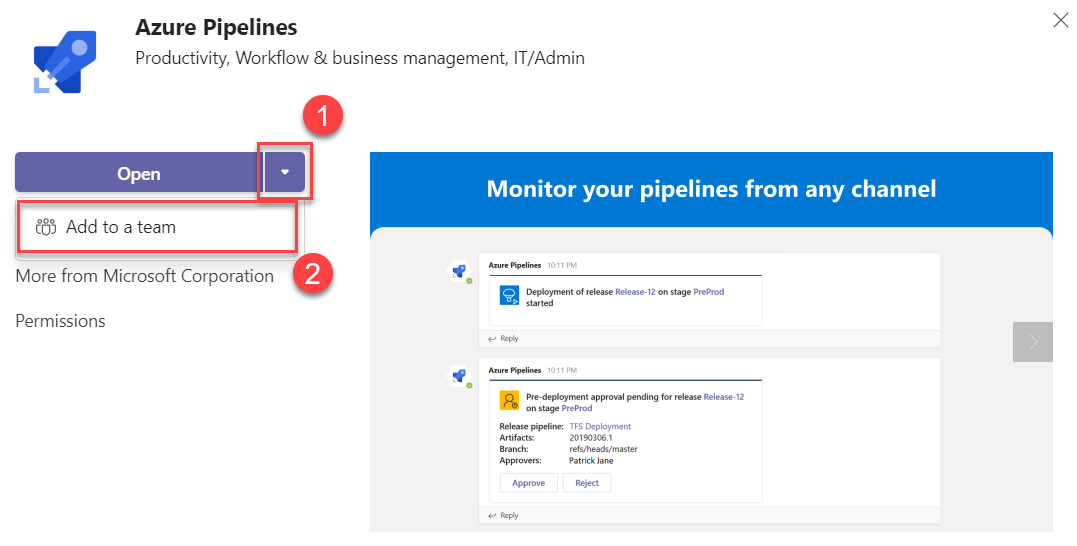 Azure Pipelines
Productivity, Workflow & business management, IT/Admin
1
Open
Add to a team
2
More from Microsoft Corporation
Permissions
Monitor your pipelines from any channel
Azure Pipelines 10:11 PM
Deployment of release Release-12 on stage PreProd
started
Reply
Azure Pipelines 10:11 PM
Pre-deployment approval pending for release Release-12
on stage PreProd
Release pipeline: TFS Deployment
Artifacts: 20190306.1
Branch: refs/heads/master
Approvers: Patrick Jane
Approve Reject
Reply